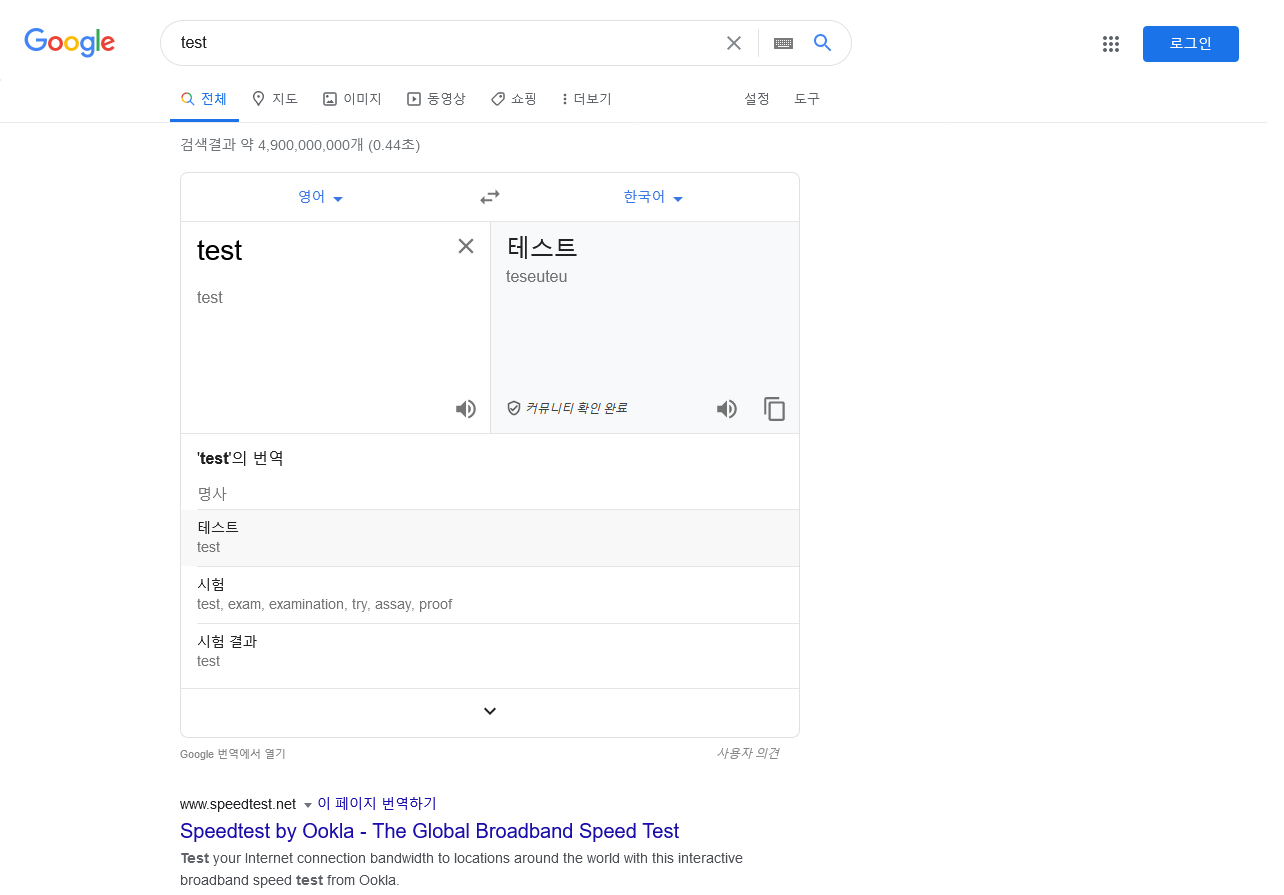 Google
test
로그인
전체 지도 이미지 동영상 쇼핑 더보기 설정 도구
검색결과 약 4,900,000,000개 (0.44초)
영어 한국어
test
테스트
teseuteu
test
커뮤니티 확인 완료
'test'의 번역
명사
테스트
test
시험
test, exam, examination, try, assay, proof
시험 결과
test
Google 번역에서 열기 사용자 의견
www.speedtest.net 이 페이지 번역하기
Speedtest by Ookla - The Global Broadband Speed Test
Test your Internet connection bandwidth to locations around the world with this interactive
broadband speed test from Ookla.